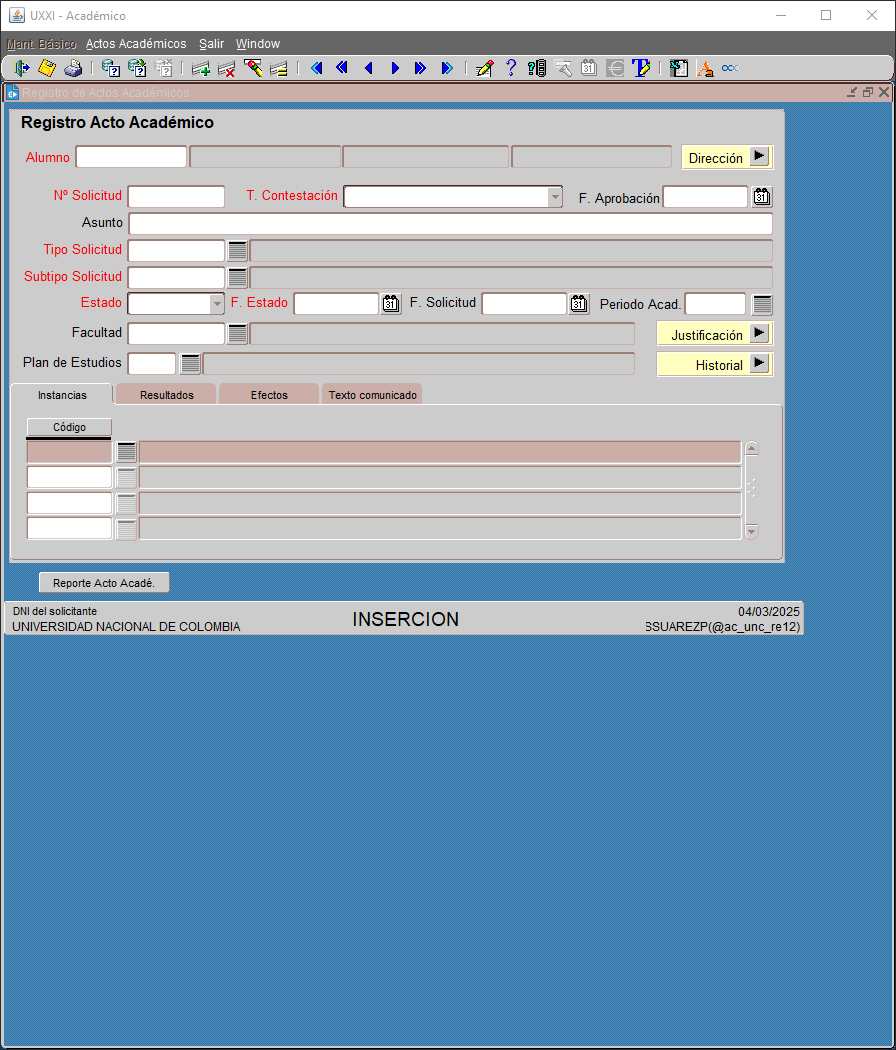 UXXI - Académico
Mant. Básico Actos Académicos Salir Window
Registro de Actos Académicos
Registro Acto Académico
Alumno Dirección
Nº Solicitud T. Contestación F. Aprobación 31
Asunto
Tipo Solicitud
Subtipo Solicitud
Estado F. Estado 31 F. Solicitud 31 Periodo Acad.
Facultad Justificación
Plan de Estudios Historial
Instancias Resultados Efectos Texto comunicado
Código
Reporte Acto Acadé.
DNI del solicitante 04/03/2025
UNIVERSIDAD NACIONAL DE COLOMBIA INSERCION SSUAREZP(@ac_unc_re12)